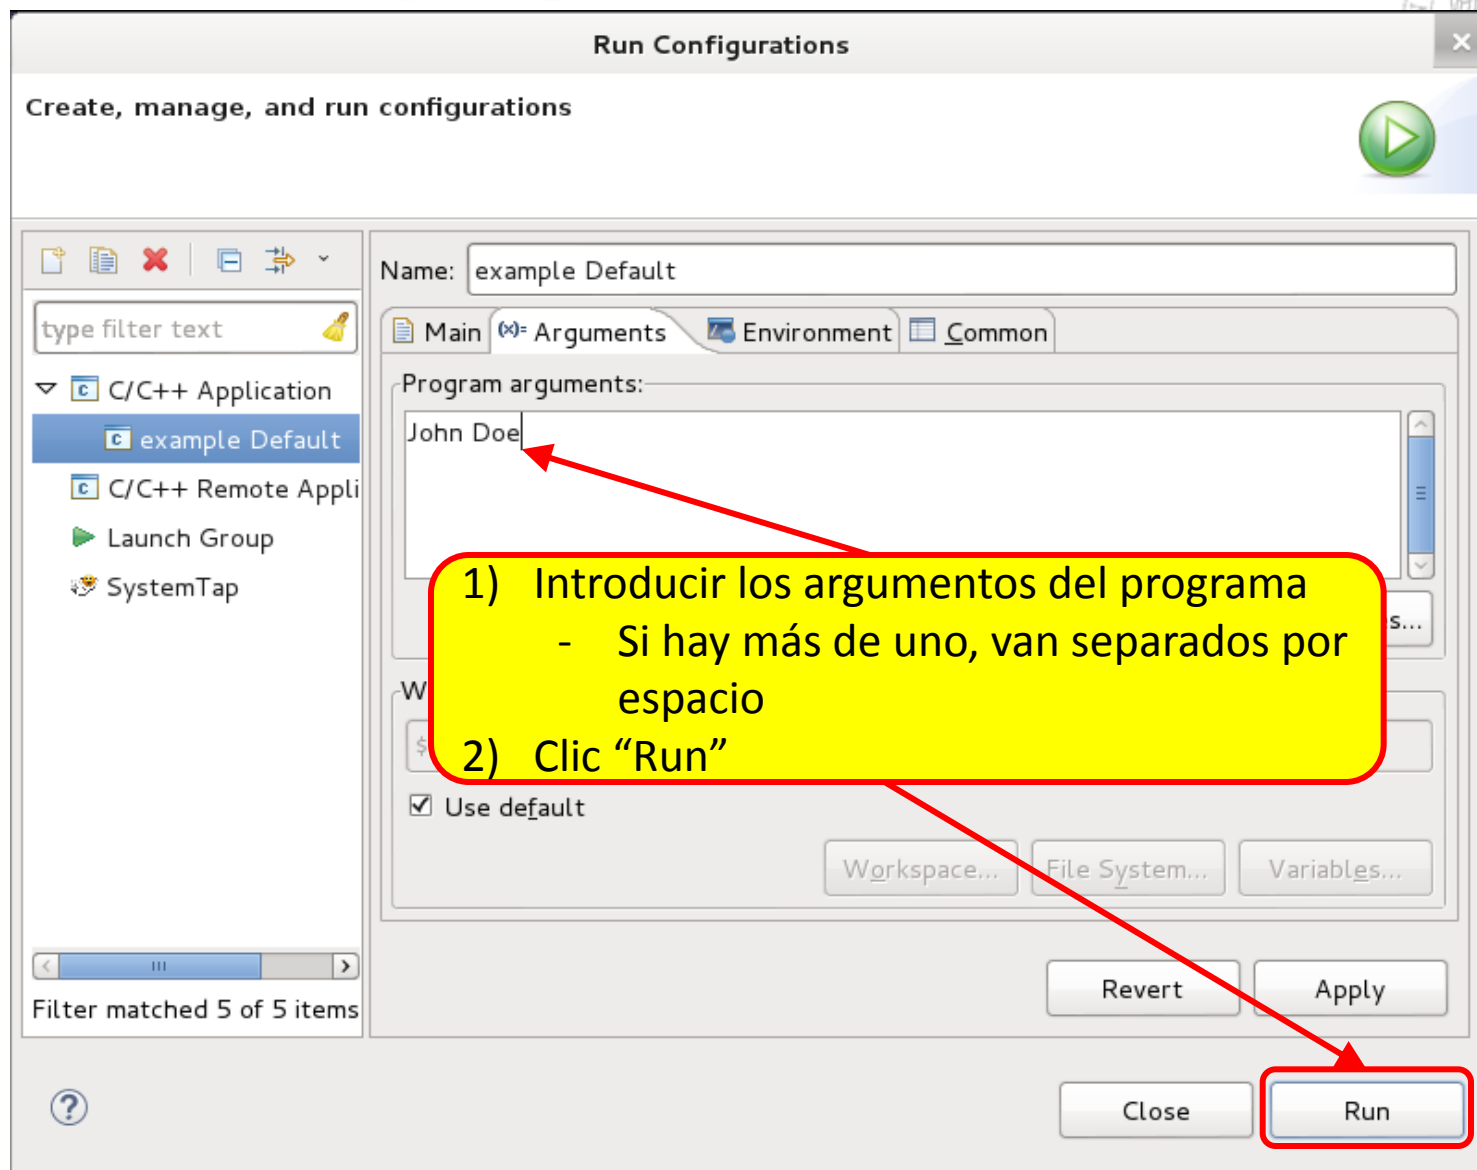 Run Configurations
Create, manage, and run configurations
Name: example Default
type filter text
Main (x)= Arguments Environment Common
C/C++ Application
Program arguments:
example Default
John Doe
C/C++ Remote Appli
Launch Group
SystemTap
1) Introducir los argumentos del programa
- Si hay más de uno, van separados por
espacio
2) Clic “Run”
s...
W
$
Use default
Workspace... File System... Variables...
Filter matched 5 of 5 items
Revert Apply
Close Run